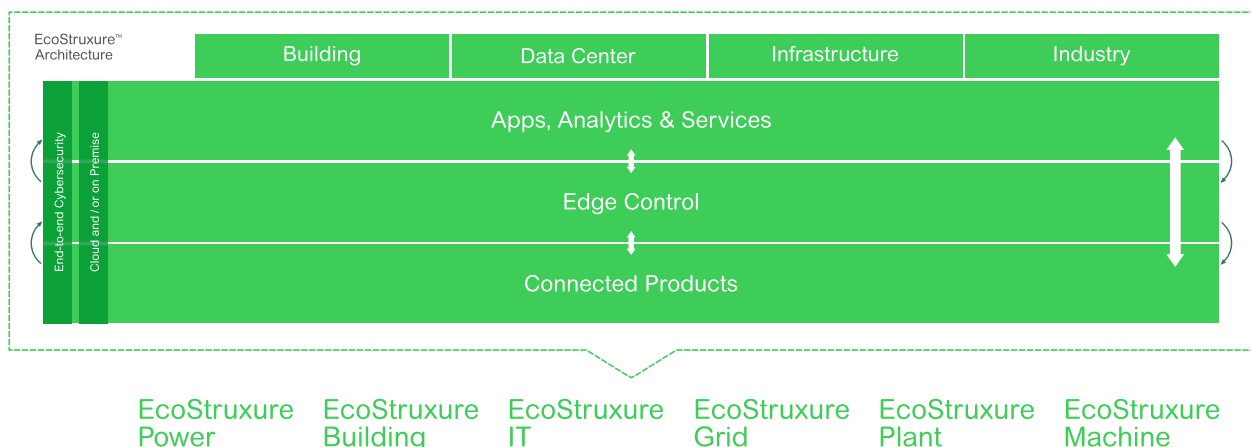 EcoStruxure™
Architecture
Building
Data Center
Infrastructure
Industry
End-to-end Cybersecurity
Cloud and / or on Premise
Apps, Analytics & Services
Edge Control
Connected Products
EcoStruxure
Power
EcoStruxure
Building
EcoStruxure
IT
EcoStruxure
Grid
EcoStruxure
Plant
EcoStruxure
Machine